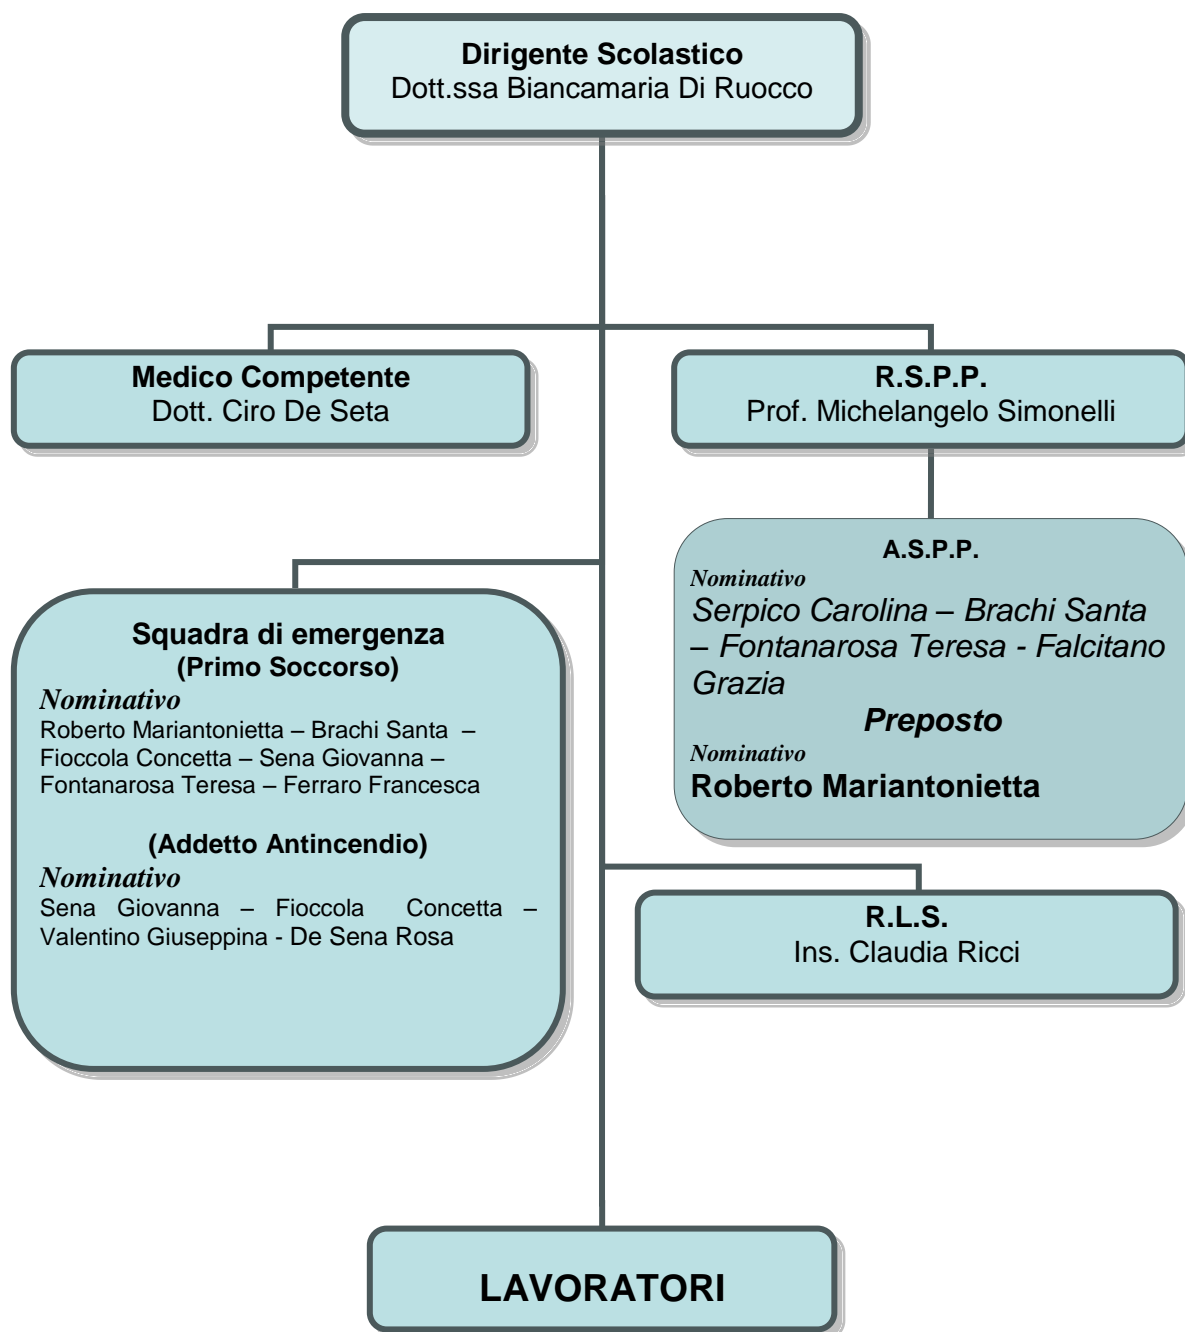 Dirigente Scolastico
Dott.ssa Biancamaria Di Ruocco
Medico Competente
Dott. Ciro De Seta
R.S.P.P.
Prof. Michelangelo Simonelli
A.S.P.P.
Nominativo
Serpico Carolina – Brachi Santa
– Fontanarosa Teresa - Falcitano
Grazia
Preposto
Nominativo
Roberto Mariantonietta
Squadra di emergenza
(Primo Soccorso)
Nominativo
Roberto Mariantonietta – Brachi Santa –
Fioccola Concetta – Sena Giovanna –
Fontanarosa Teresa – Ferraro Francesca
(Addetto Antincendio)
Nominativo
Sena Giovanna – Fioccola Concetta –
Valentino Giuseppina - De Sena Rosa
R.L.S.
Ins. Claudia Ricci
LAVORATORI